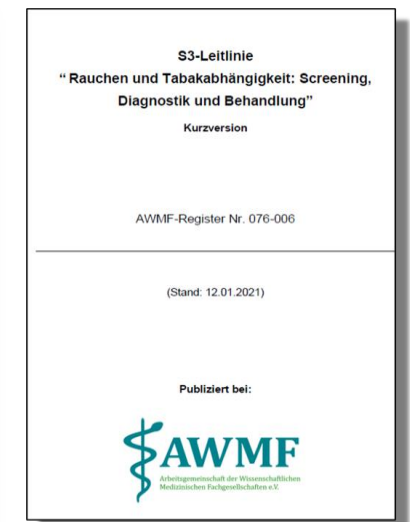 S3-Leitlinie
“ Rauchen und Tabakabhängigkeit: Screening,
Diagnostik und Behandlung”
Kurzversion
AWMF-Register Nr. 076-006
(Stand: 12.01.2021)
Publiziert bei:
AWMF
Arbeitsgemeinschaft der Wissenschaftlichen
Medizinischen Fachgesellschaften e.V.